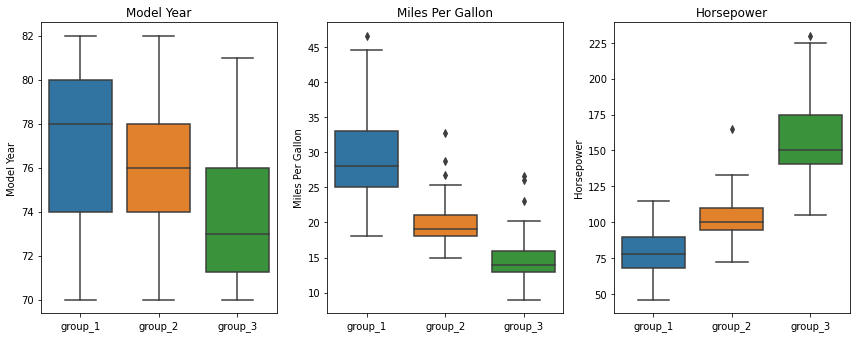 Model Year
Model Year
82
80
78
76
74
72
70
group_1 group_2 group_3
Miles Per Gallon
Miles Per Gallon
45
40
35
30
25
20
15
10
group_1 group_2 group_3
Horsepower
Horsepower
225
200
175
150
125
100
75
50
group_1 group_2 group_3